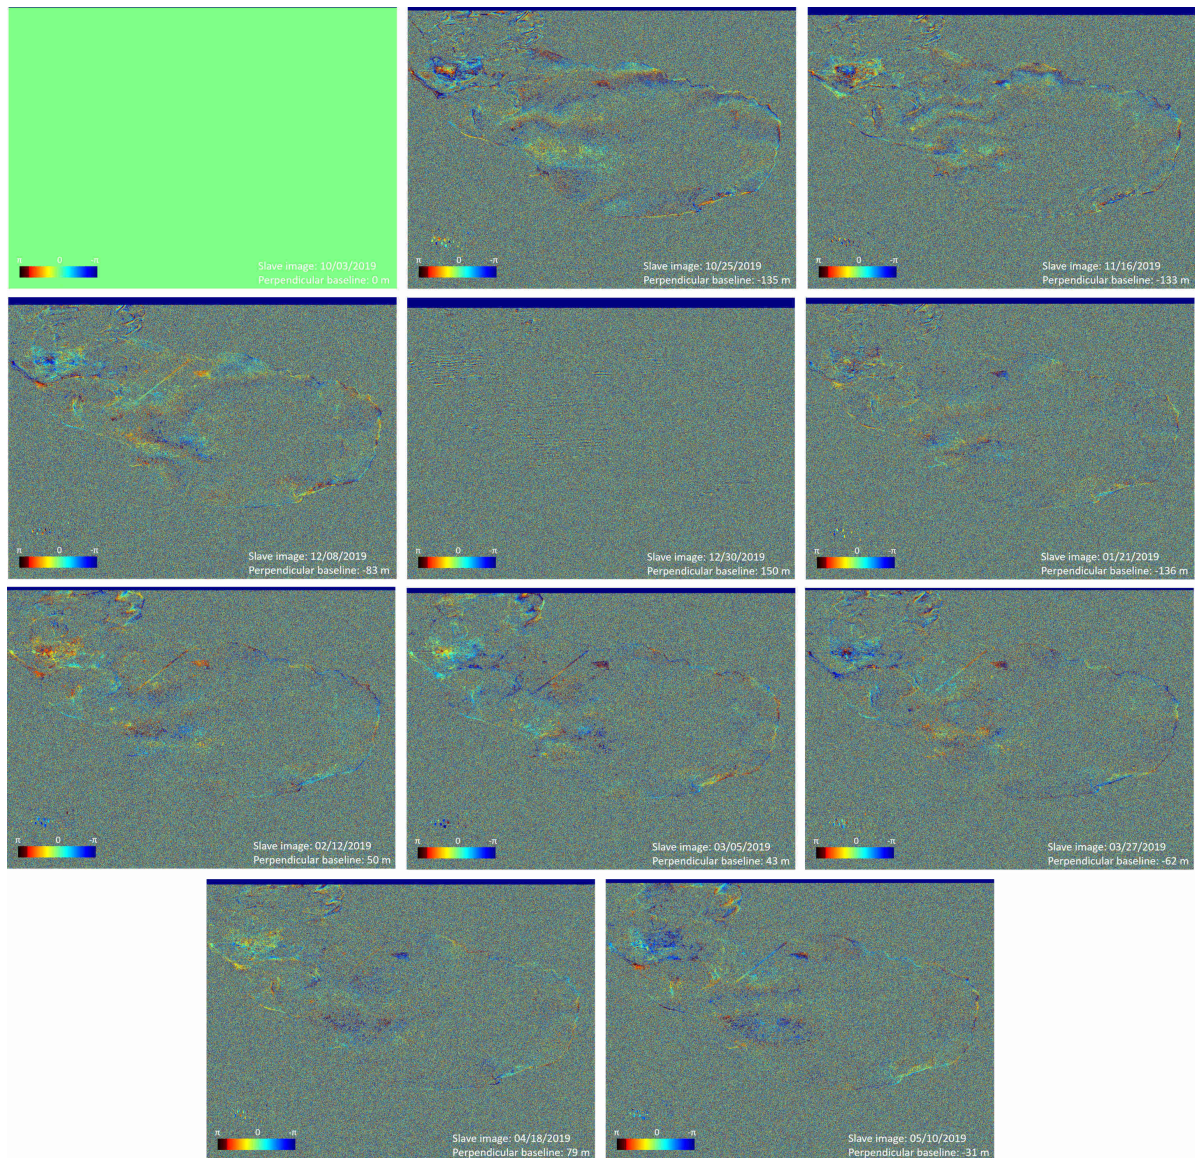 π 0 -π
Slave image: 10/03/2019
Perpendicular baseline: 0 m
π 0 -π
Slave image: 10/25/2019
Perpendicular baseline: -135 m
π 0 -π
Slave image: 11/16/2019
Perpendicular baseline: -133 m
π 0 -π
Slave image: 12/08/2019
Perpendicular baseline: -83 m
π 0 -π
Slave image: 12/30/2019
Perpendicular baseline: 150 m
π 0 -π
Slave image: 01/21/2019
Perpendicular baseline: -136 m
π 0 -π
Slave image: 02/12/2019
Perpendicular baseline: 50 m
π 0 -π
Slave image: 03/05/2019
Perpendicular baseline: 43 m
π 0 -π
Slave image: 03/27/2019
Perpendicular baseline: -62 m
π 0 -π
Slave image: 04/18/2019
Perpendicular baseline: 79 m
π 0 -π
Slave image: 05/10/2019
Perpendicular baseline: -31 m